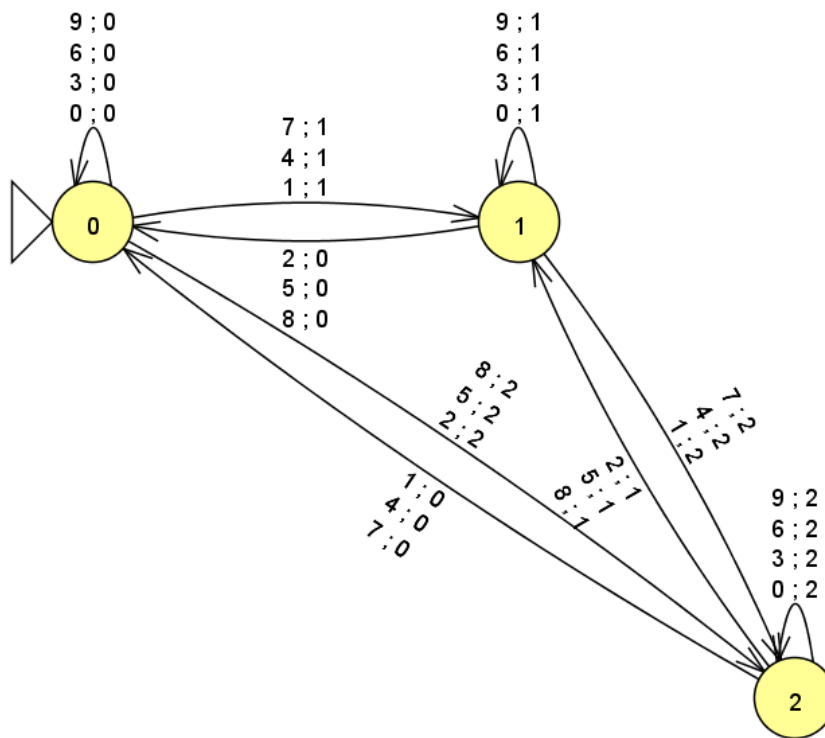 9 ; 0
6 ; 0
3 ; 0
0 ; 0
9 ; 1
6 ; 1
3 ; 1
0 ; 1
7 ; 1
4 ; 1
1 ; 1
0
1
2 ; 0
5 ; 0
8 ; 0
8 ; 2
5 ; 2
2 ; 2
7 ; 2
4 ; 2
1 ; 2
2 ; 1
5 ; 1
8 ; 1
1 ; 0
4 ; 0
7 ; 0
9 ; 2
6 ; 2
3 ; 2
0 ; 2
2